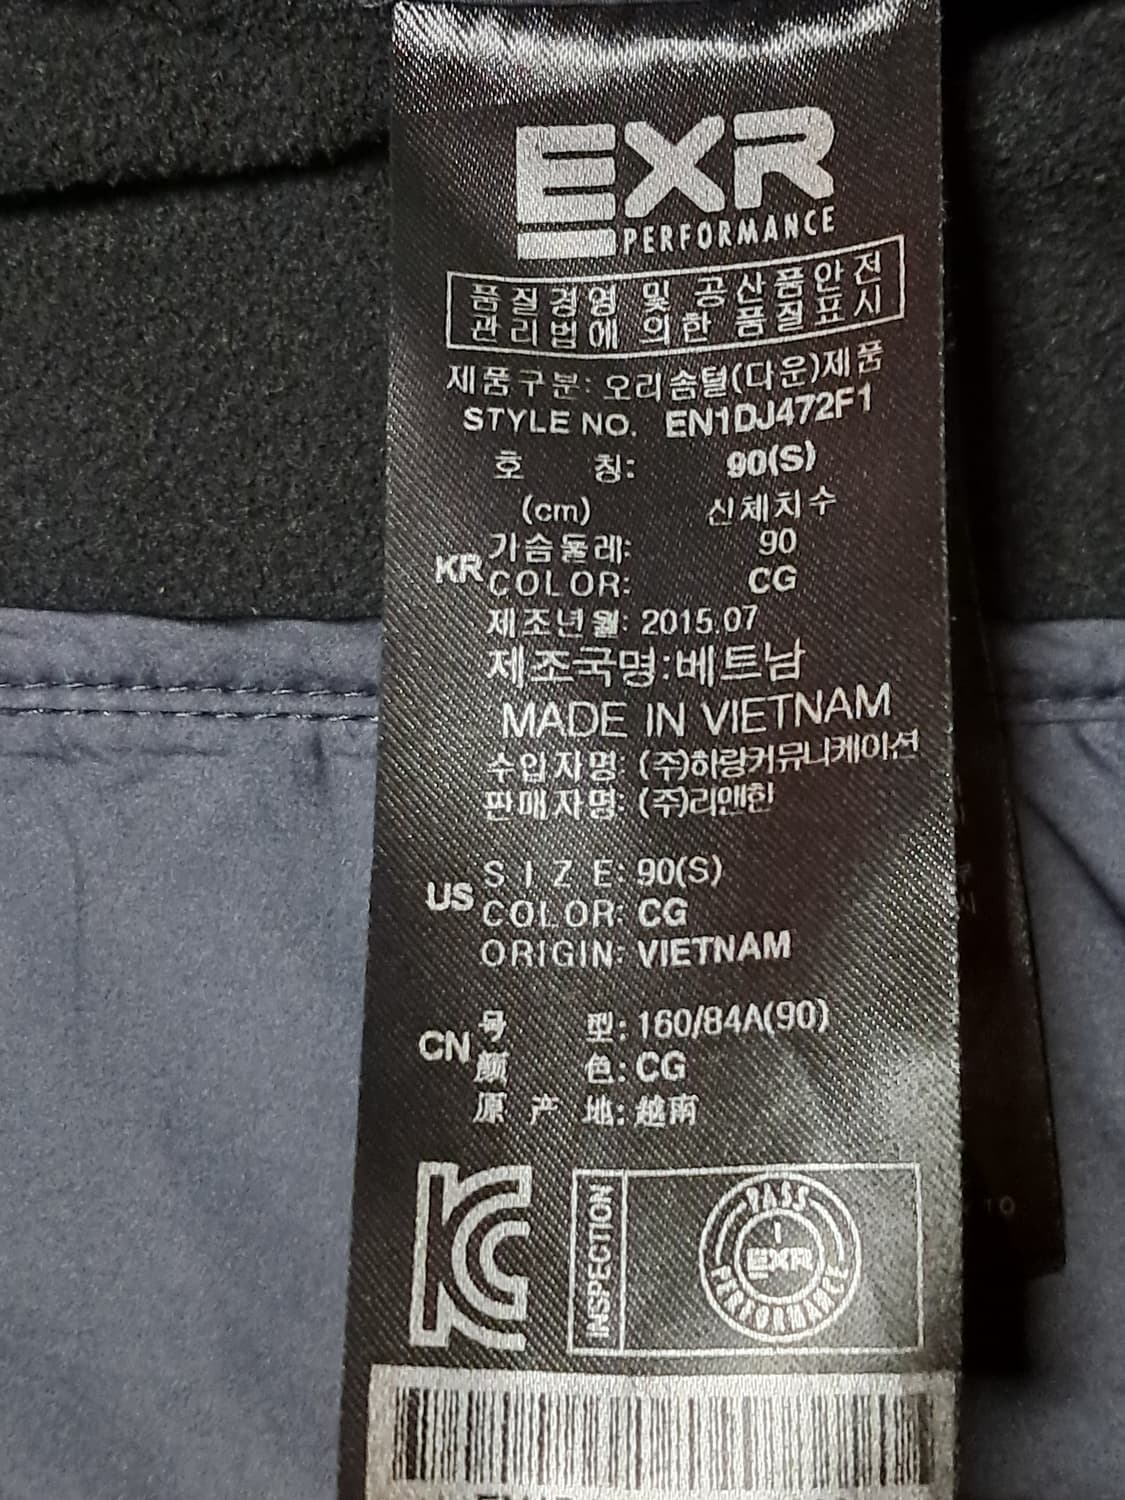 EXR
PERFORMANCE
품질경영 및 공산품안전
관리법에 의한 품질표시
제품구분: 오리솜털(다운)제품
STYLE NO. EN1DJ472F1
호 칭: 90(S)
(cm) 신체치수
KR
가슴둘레: 90
COLOR: CG
제조년월: 2015.07
제조국명:베트남
MADE IN VIETNAM
수입자명: (주)하랑커뮤니케이션
판매자명: (주)리앤한
US
SIZE: 90(S)
COLOR: CG
ORIGIN: VIETNAM
CN
号 型: 160/84A(90)
颜 色: CG
原 产 地: 越南
KC
INSPECTION
PASS
EXR
PERFORMANCE
10